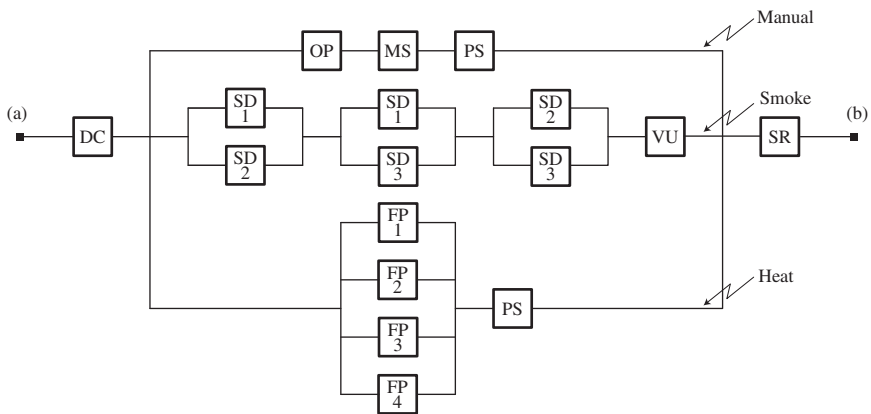 Manual
OP MS PS
(a) SD 1 SD 1 SD 2 Smoke (b)
DC VU SR
SD 2 SD 3 SD 3
FP 1
FP 2 PS Heat
FP 3
FP 4